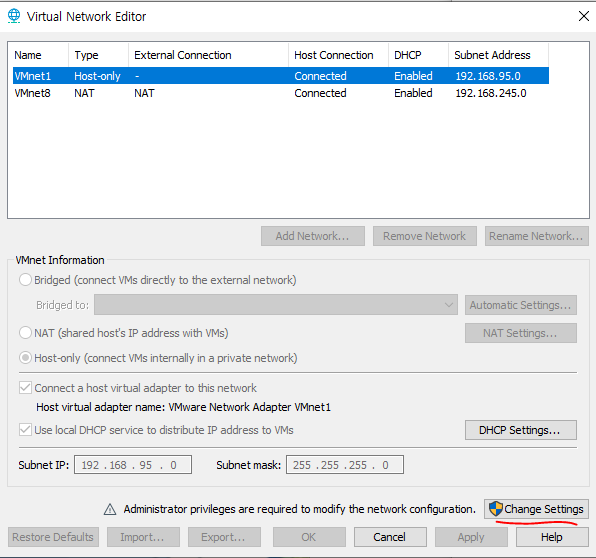 Virtual Network Editor
Name Type External Connection Host Connection DHCP Subnet Address
VMnet1 Host-only - Connected Enabled 192.168.95.0
VMnet8 NAT NAT Connected Enabled 192.168.245.0
Add Network... Remove Network Rename Network...
VMnet Information
Bridged (connect VMs directly to the external network)
Bridged to: Automatic Settings...
NAT (shared host's IP address with VMs) NAT Settings...
Host-only (connect VMs internally in a private network)
Connect a host virtual adapter to this network
Host virtual adapter name: VMware Network Adapter VMnet1
Use local DHCP service to distribute IP address to VMs DHCP Settings...
Subnet IP: 192 . 168 . 95 . 0 Subnet mask: 255 . 255 . 255 . 0
Administrator privileges are required to modify the network configuration. Change Settings
Restore Defaults Import... Export... OK Cancel Apply Help